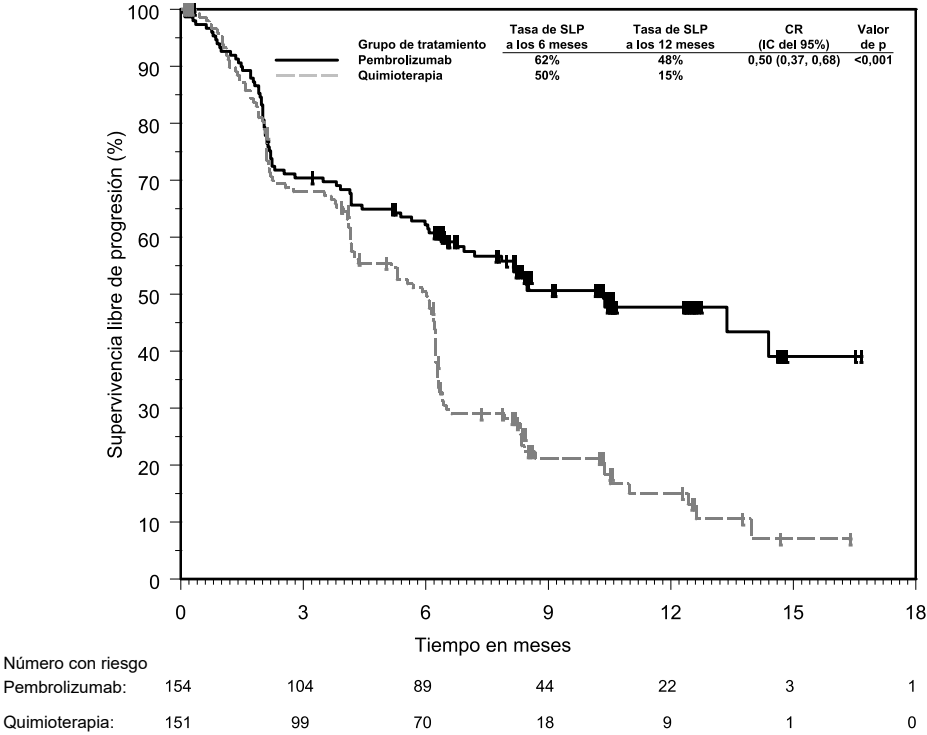 Tasa de SLP Tasa de SLP CR Valor
Grupo de tratamiento a los 6 meses a los 12 meses (IC del 95%) de p
Pembrolizumab 62% 48% 0,50 (0,37, 0,68) <0,001
Quimioterapia 50% 15%
Supervivencia libre de progresión (%)
100
90
80
70
60
50
40
30
20
10
0
0 3 6 9 12 15 18
Tiempo en meses
Número con riesgo
Pembrolizumab: 154 104 89 44 22 3 1
Quimioterapia: 151 99 70 18 9 1 0